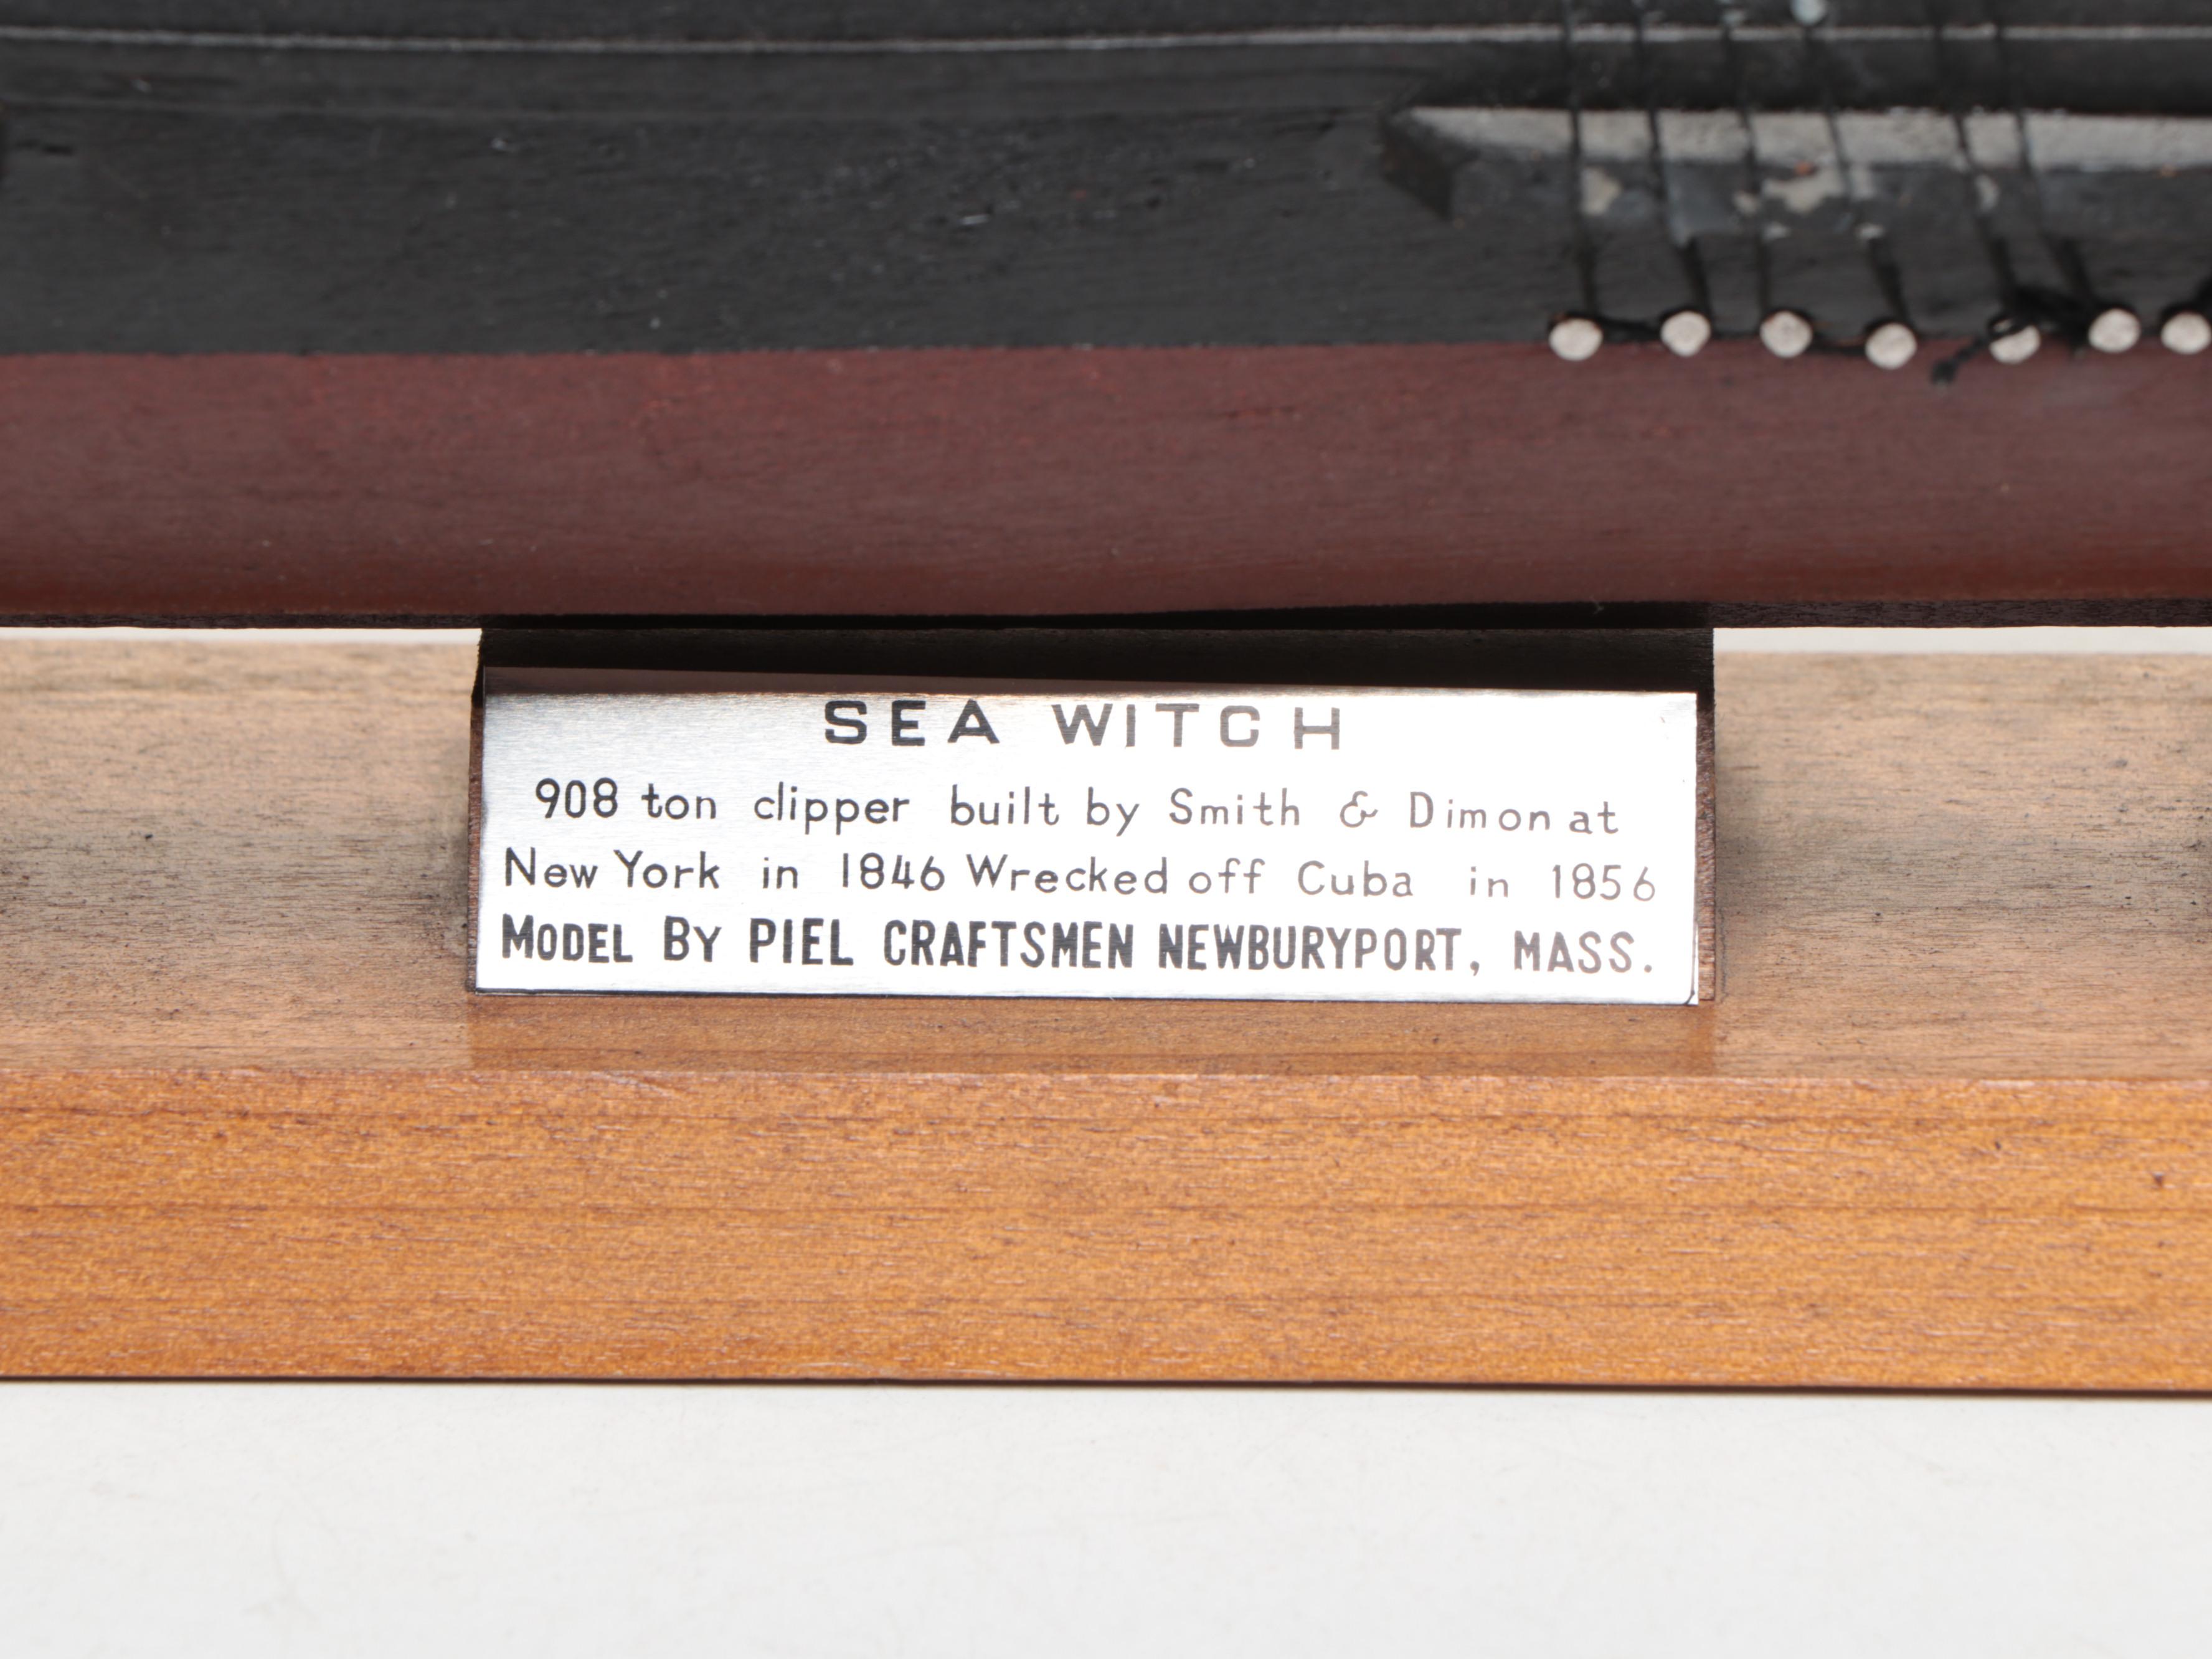 SEA WITCH
908 ton clipper built by Smith & Dimon at
New York in 1846 Wrecked off Cuba in 1856
MODEL BY PIEL CRAFTSMEN NEWBURYPORT, MASS.